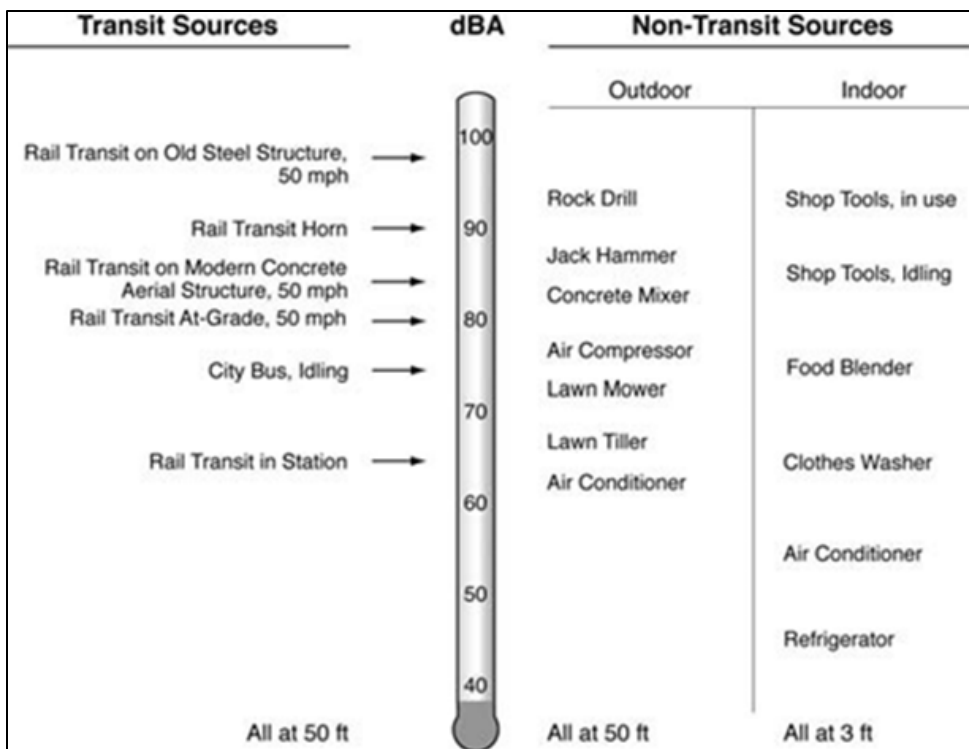 Transit Sources
dBA
Non-Transit Sources
Outdoor
Indoor
100
Rail Transit on Old Steel Structure,
50 mph
Rock Drill
Shop Tools, in use
Rail Transit Horn
90
Jack Hammer
Rail Transit on Modern Concrete
Aerial Structure, 50 mph
Shop Tools, Idling
Concrete Mixer
Rail Transit At-Grade, 50 mph
80
Air Compressor
City Bus, Idling
Food Blender
Lawn Mower
70
Lawn Tiller
Rail Transit in Station
Clothes Washer
Air Conditioner
60
Air Conditioner
50
Refrigerator
40
All at 50 ft
All at 50 ft
All at 3 ft